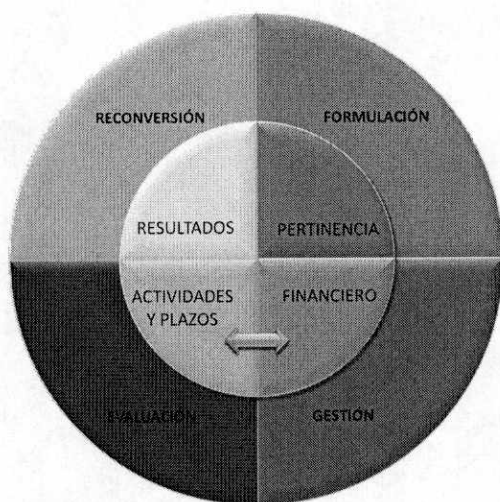 RECONVERSIÓN
FORMULACIÓN
RESULTADOS
PERTINENCIA
ACTIVIDADES
Y PLAZOS
FINANCIERO
EVALUACIÓN
GESTIÓN